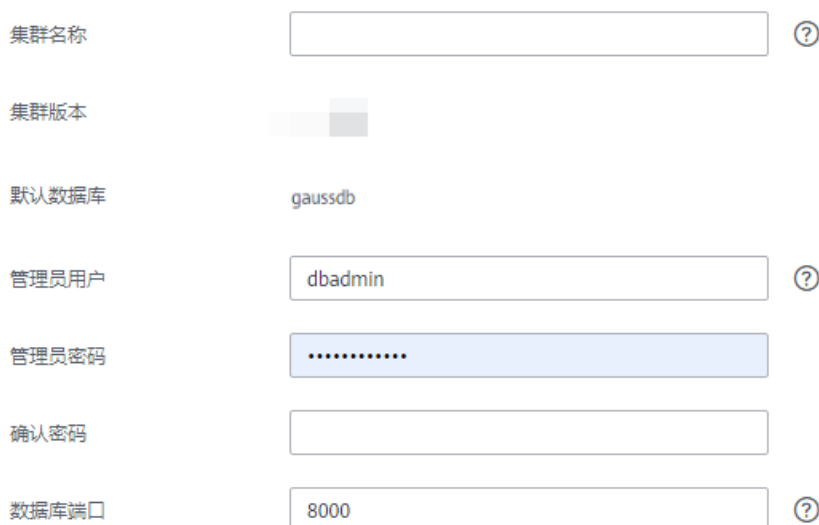 集群名称
集群版本
默认数据库 gaussdb
管理员用户 dbadmin
管理员密码 ••••••••••••
确认密码
数据库端口 8000